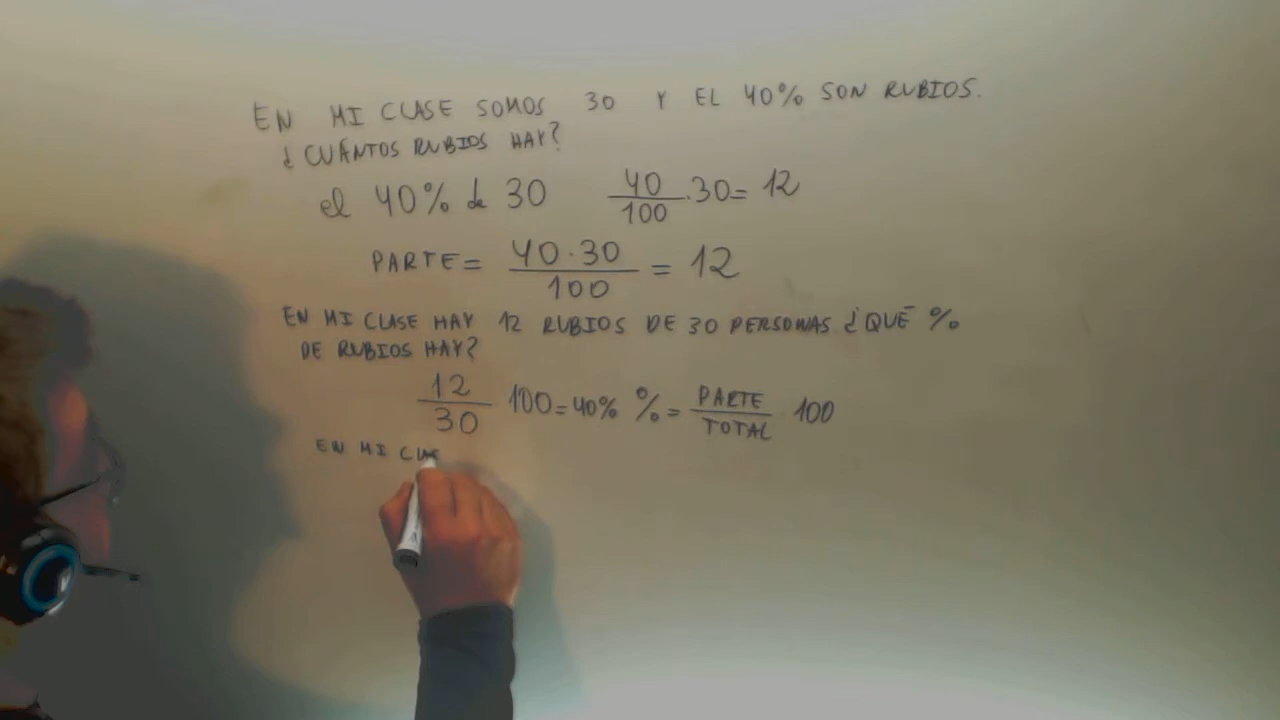 EN MI CLASE SOMOS 30 Y EL 40% SON RUBIOS.
¿CUÁNTOS RUBIOS HAY?
el 40% de 30 40/100 · 30 = 12
PARTE = 40 · 30/100 = 12
EN MI CLASE HAY 12 RUBIOS DE 30 PERSONAS ¿QUÉ %
DE RUBIOS HAY?
12/30 100 = 40% % = PARTE/TOTAL 100
EN MI